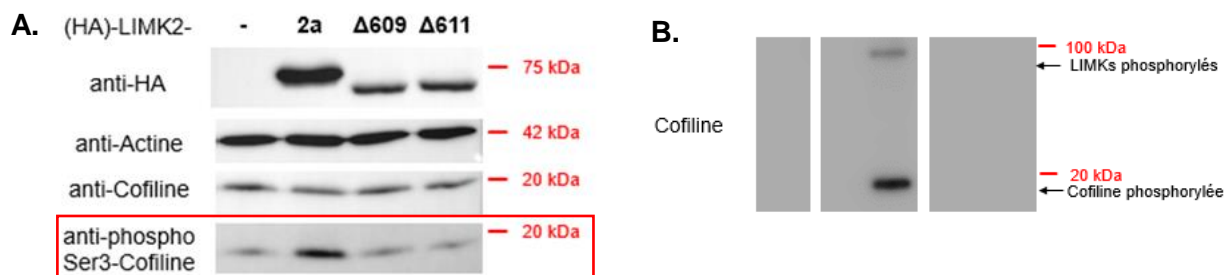 A.
(HA)-LIMK2- - 2a Δ609 Δ611
anti-HA
75 kDa
anti-Actine
42 kDa
anti-Cofiline
20 kDa
anti-phospho
Ser3-Cofiline
20 kDa
B.
Cofiline
100 kDa
LIMKs phosphorylés
20 kDa
Cofiline phosphorylée